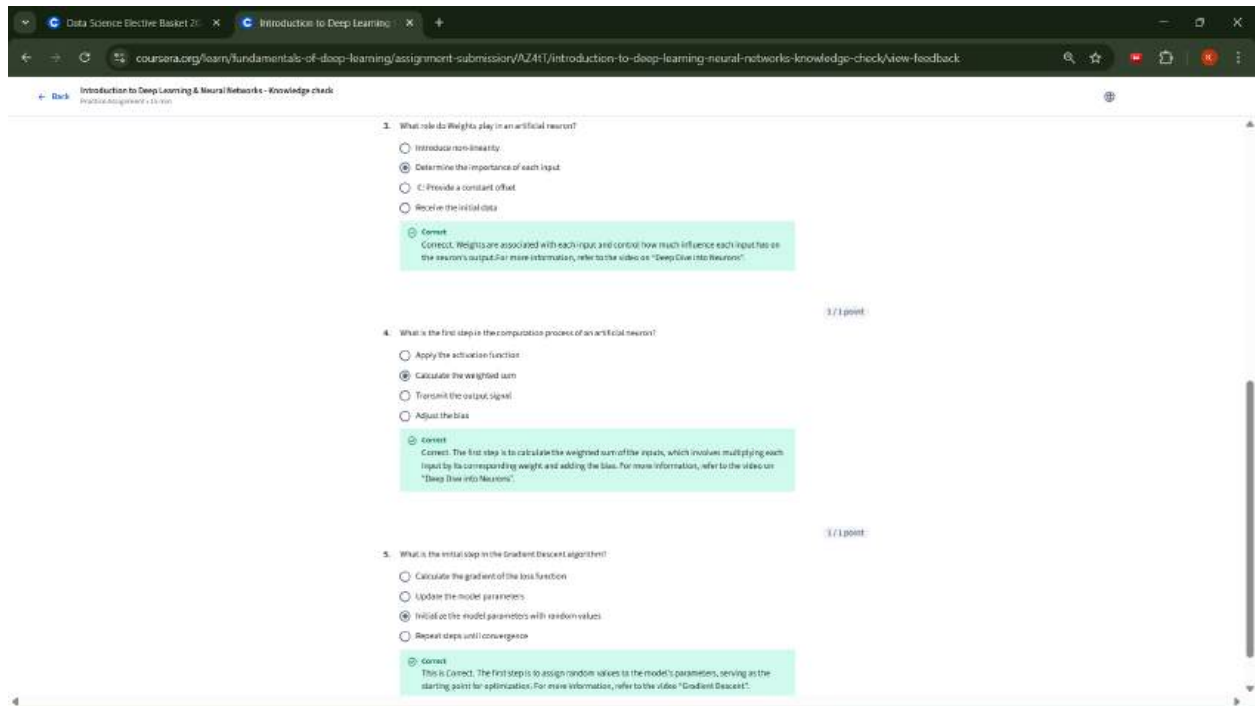 Data Science Elective Basket 20
Introduction to Deep Learning
coursera.org/learn/fundamentals-of-deep-learning/assignment-submission/AZ4tT/introduction-to-deep-learning-neural-networks-knowledge-check/view-feedback
Back
Introduction to Deep Learning & Neural Networks - Knowledge check
Practice Assignment • 15 min
3. What role do Weights play in an artificial neuron?
Introduce non-linearity
Determine the importance of each input
C: Provide a constant offset
Receive the initial data
Correct
Correcct. Weights are associated with each input and control how much influence each input has on
the neuron's output.For more information, refer to the video on "Deep Dive into Neurons".
1 / 1 point
4. What is the first step in the computation process of an artificial neuron?
Apply the activation function
Calculate the weighted sum
Transmit the output signal
Adjust the bias
Correct
Correct. The first step is to calculate the weighted sum of the inputs, which involves multiplying each
input by its corresponding weight and adding the bias. For more information, refer to the video on
"Deep Dive into Neurons".
1 / 1 point
5. What is the initial step in the Gradient Descent algorithm?
Calculate the gradient of the loss function
Update the model parameters
Initialize the model parameters with random values
Repeat steps until convergence
Correct
This is Correct. The first step is to assign random values to the model's parameters, serving as the
starting point for optimization. For more information, refer to the video "Gradient Descent".